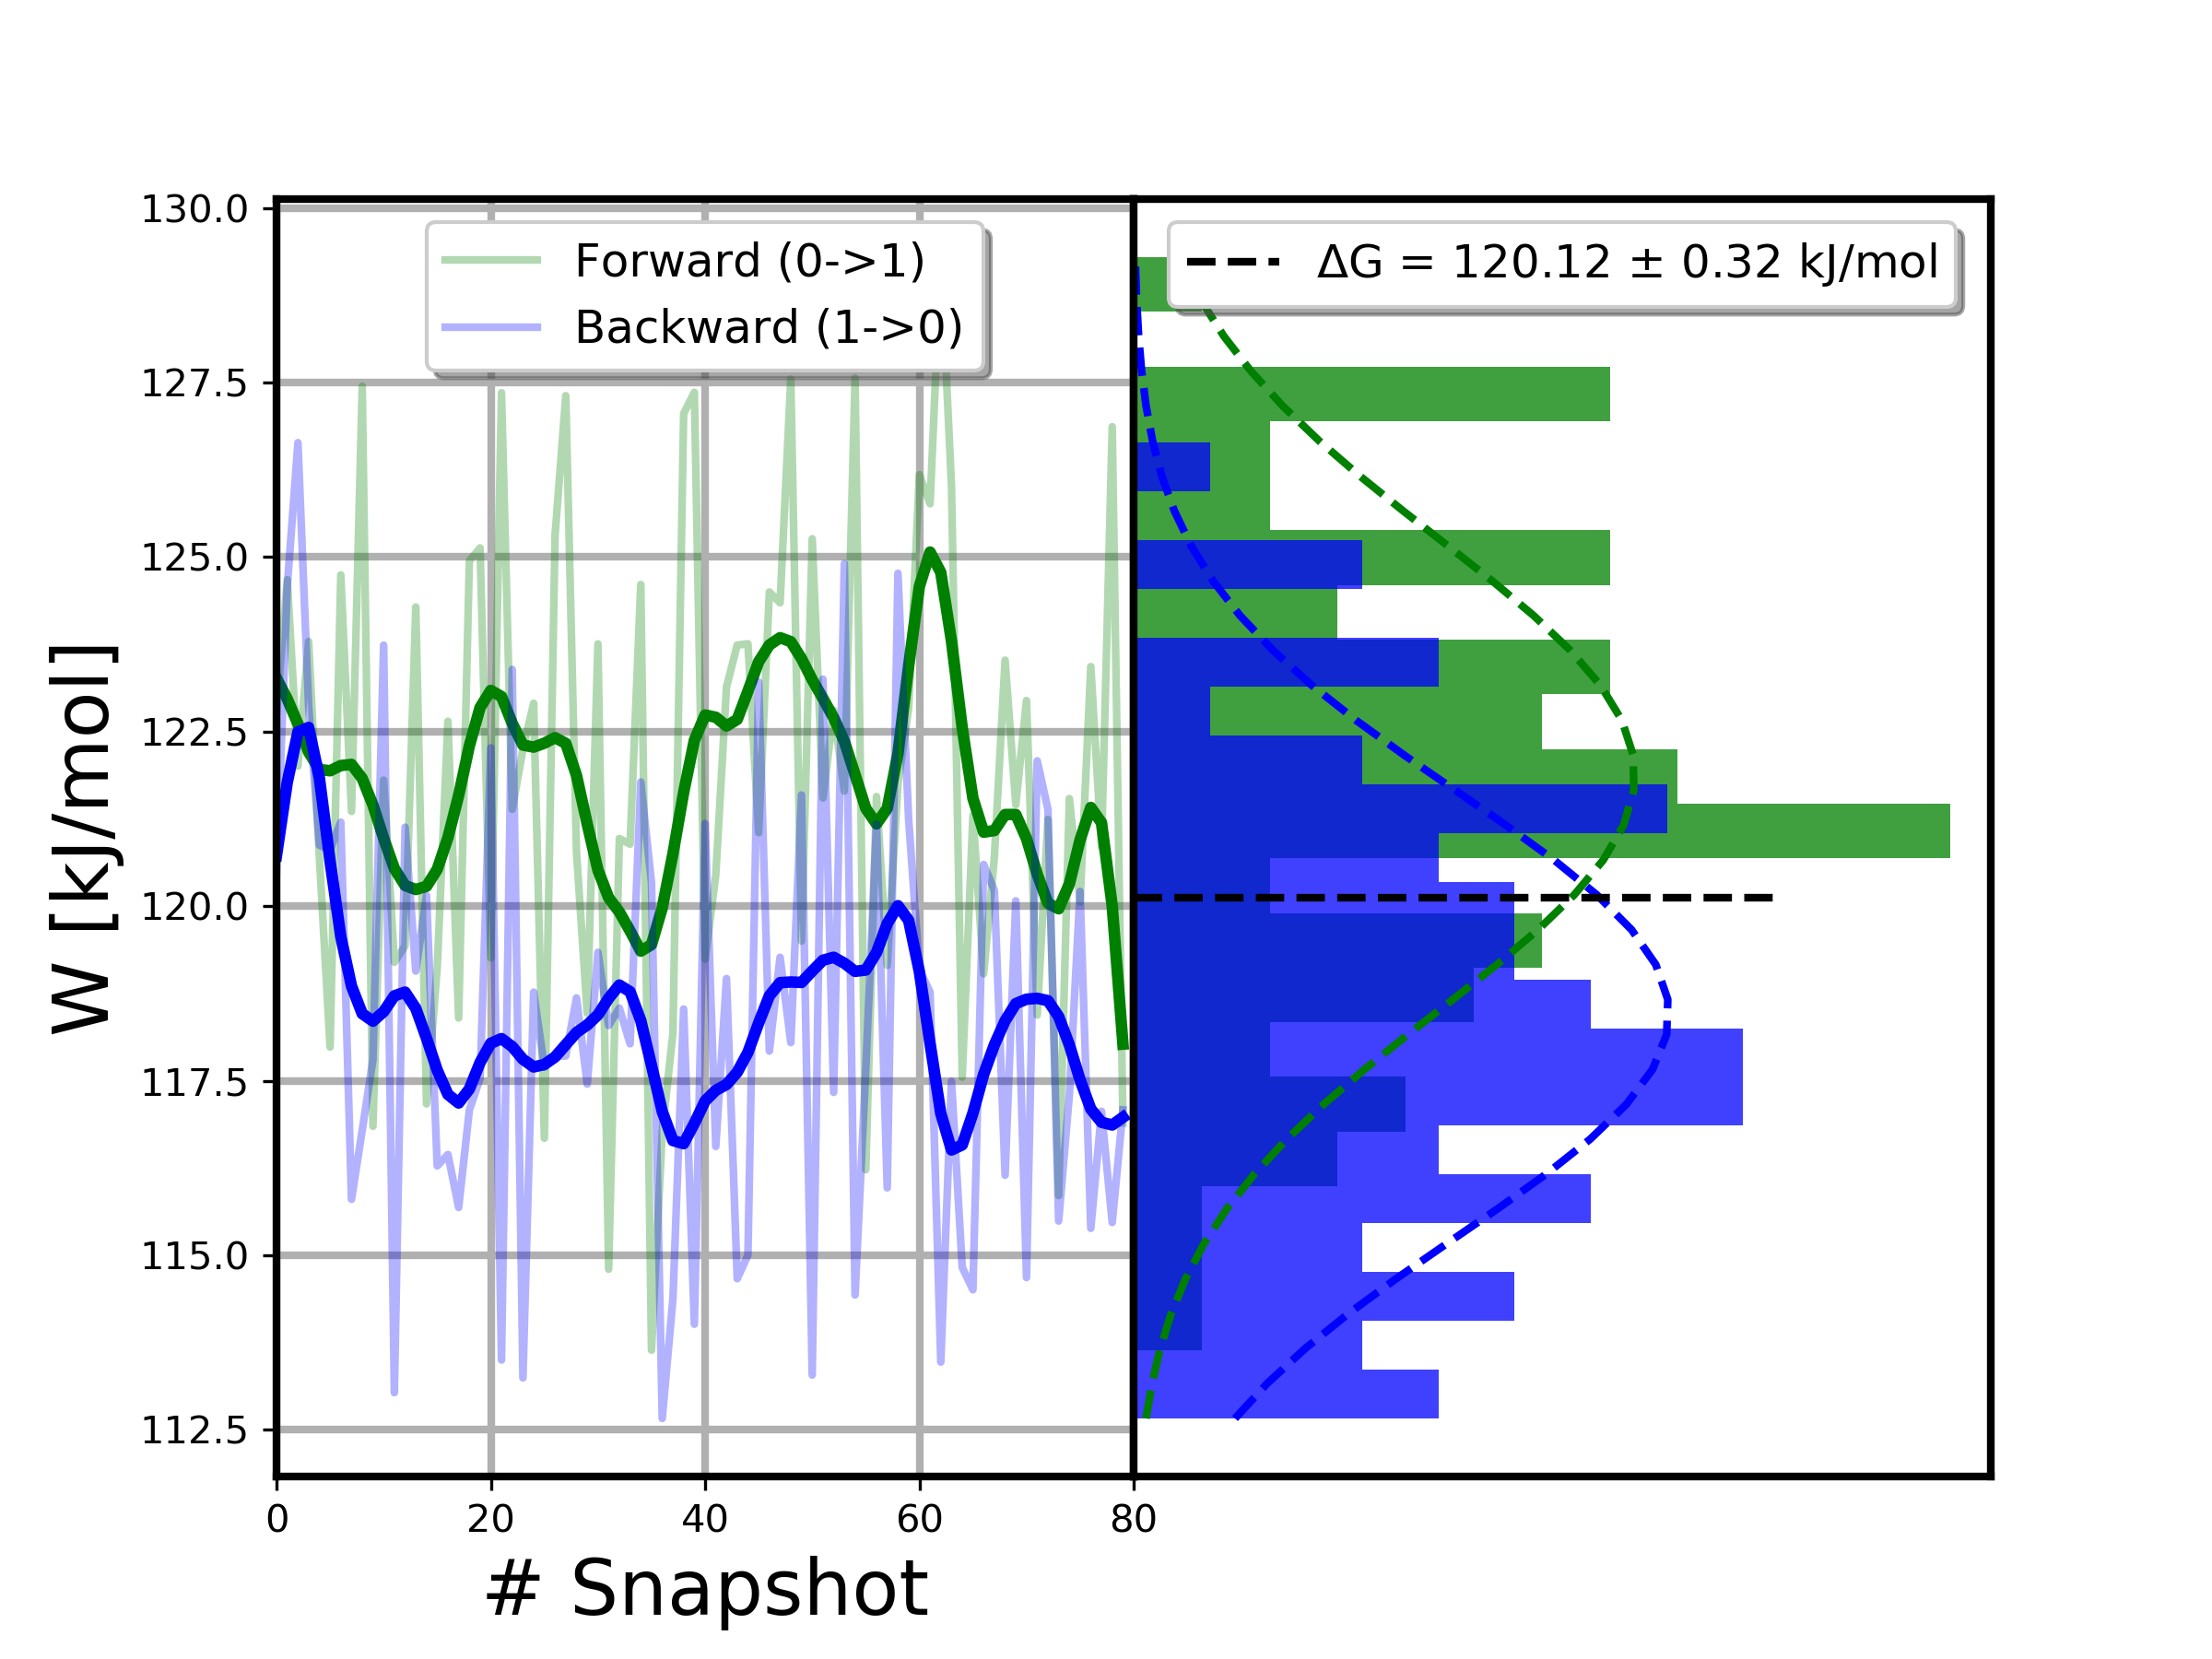 130.0
127.5
125.0
122.5
120.0
117.5
115.0
112.5
W [kJ/mol]
Forward (0->1)
Backward (1->0)
ΔG = 120.12 ± 0.32 kJ/mol
0 20 40 60 80
# Snapshot